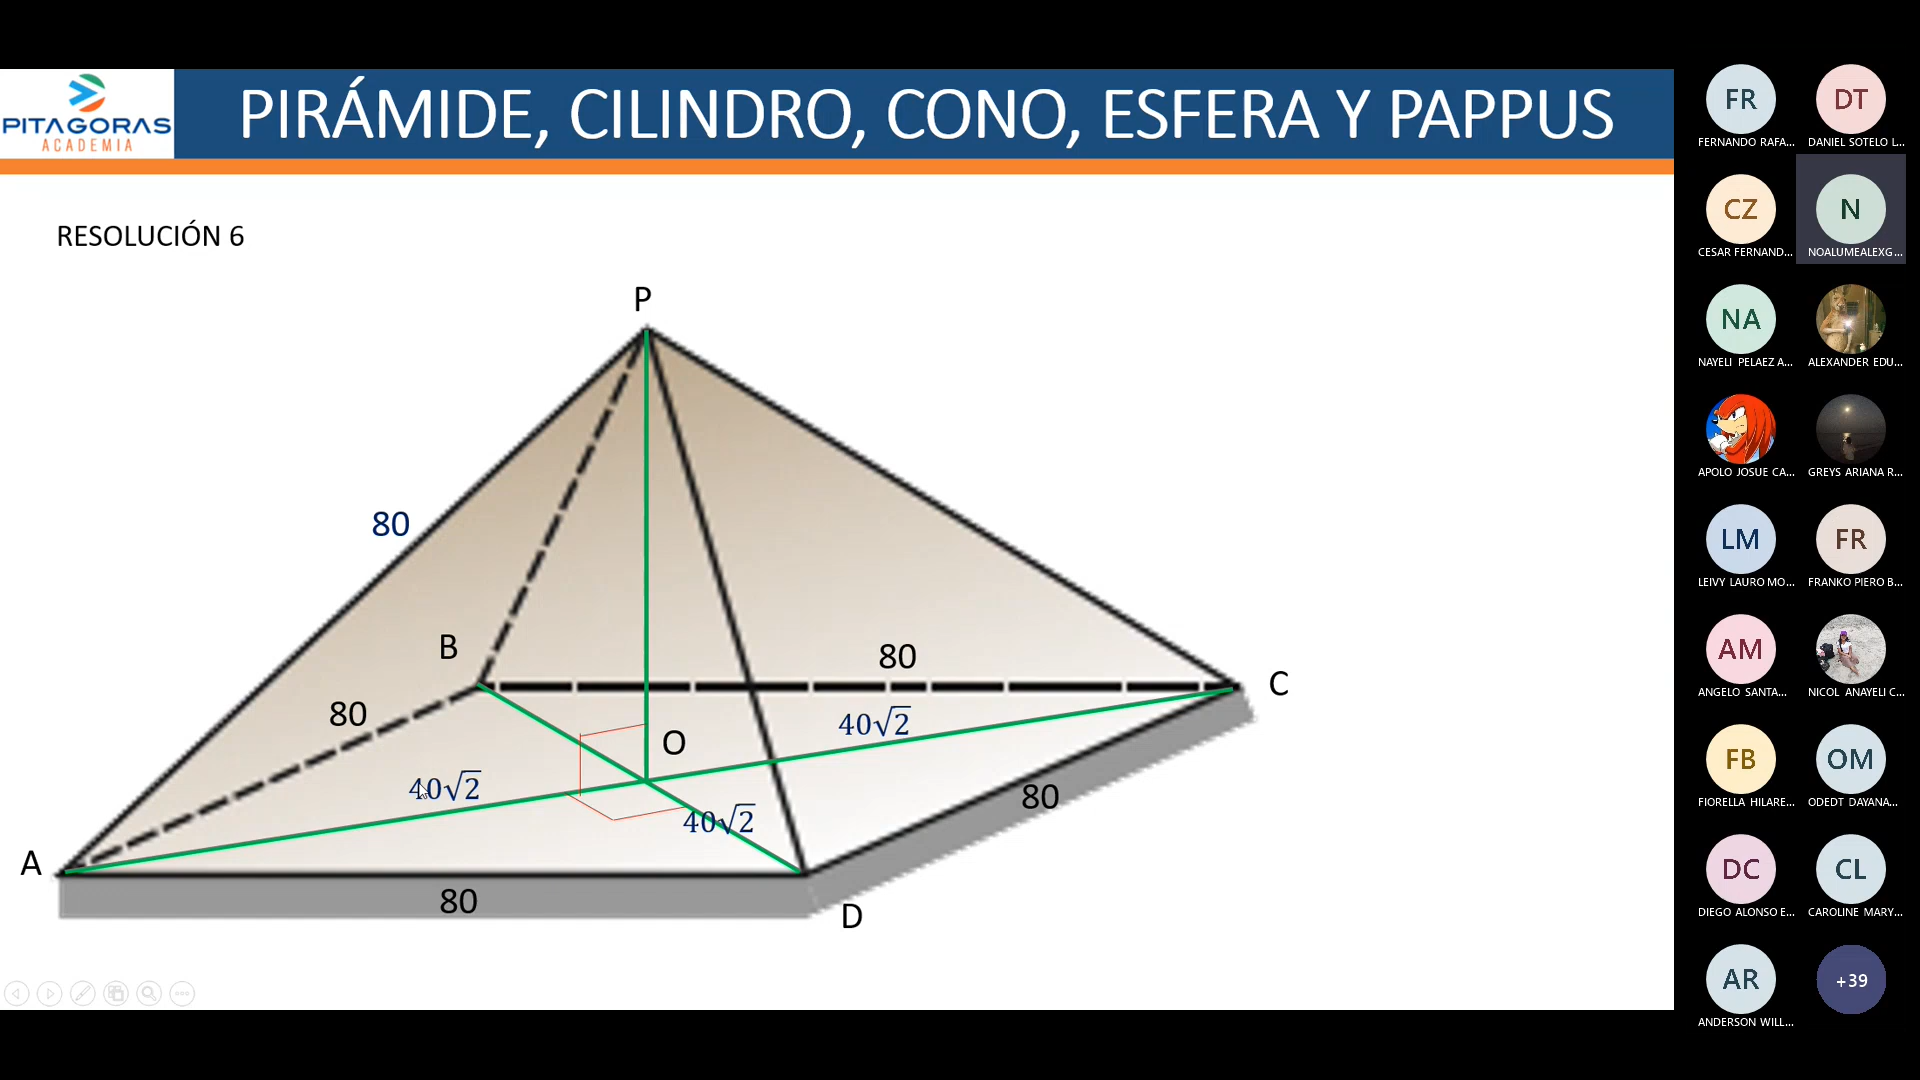 PITAGORAS
ACADEMIA
PIRÁMIDE, CILINDRO, CONO, ESFERA Y PAPPUS
RESOLUCIÓN 6
P
80
B
80
C
80
40√2
O
40√2
80
40√2
A
80
D
FR
FERNANDO RAFA...
DT
DANIEL SOTELO L...
CZ
CESAR FERNAND...
N
NOALUMEALEXG...
NA
NAYELI PELAEZ A...
ALEXANDER EDU...
APOLO JOSUE CA...
GREYS ARIANA R...
LM
LEIVY LAURO MO...
FR
FRANKO PIERO B...
AM
ANGELO SANTA...
NICOL ANAYELI C...
FB
FIORELLA HILARE...
OM
ODEDT DAYANA...
DC
DIEGO ALONSO E...
CL
CAROLINE MARY...
AR
ANDERSON WILL...
+39